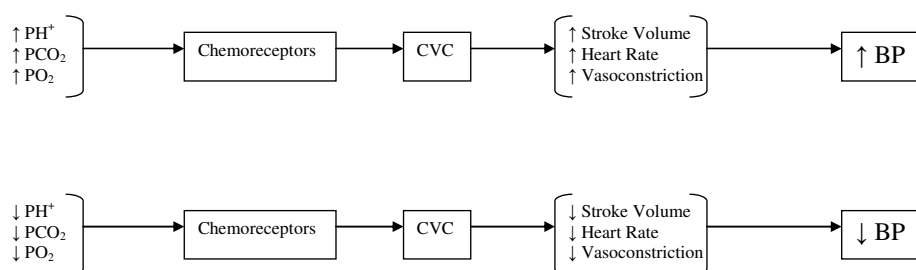 ↑ PH⁺
↑ PCO₂
↑ PO₂
Chemoreceptors
CVC
↑ Stroke Volume
↑ Heart Rate
↑ Vasoconstriction
↑ BP
↓ PH⁺
↓ PCO₂
↓ PO₂
Chemoreceptors
CVC
↓ Stroke Volume
↓ Heart Rate
↓ Vasoconstriction
↓ BP